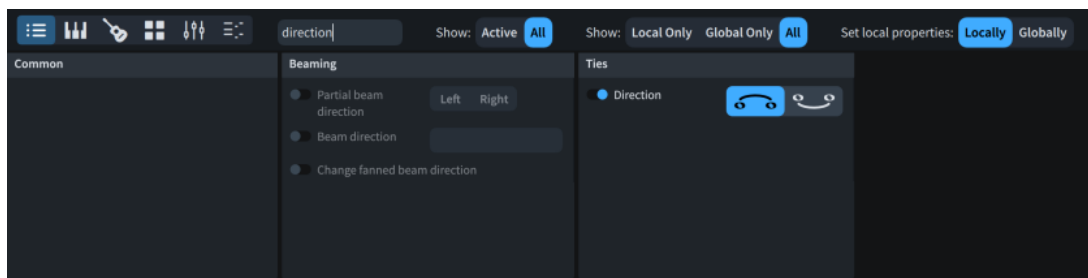 direction Show: Active All Show: Local Only Global Only All Set local properties: Locally Globally
Common Beaming Ties
Partial beam
direction
Left Right
Beam direction
Change fanned beam direction
Direction